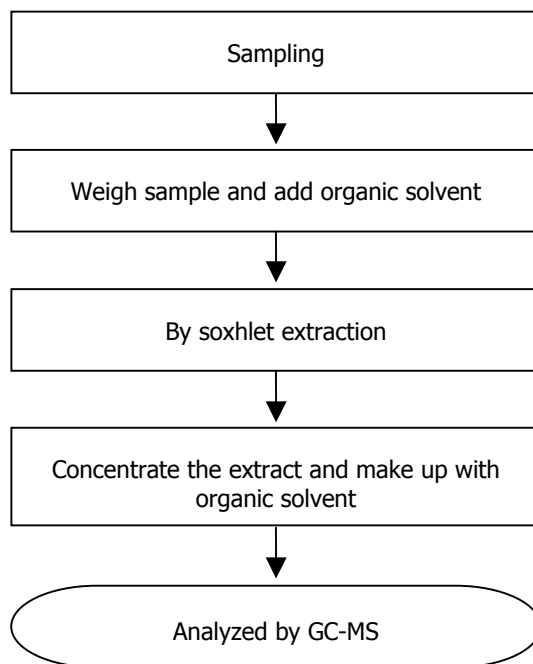 Sampling
Weigh sample and add organic solvent
By soxhlet extraction
Concentrate the extract and make up with
organic solvent
Analyzed by GC-MS